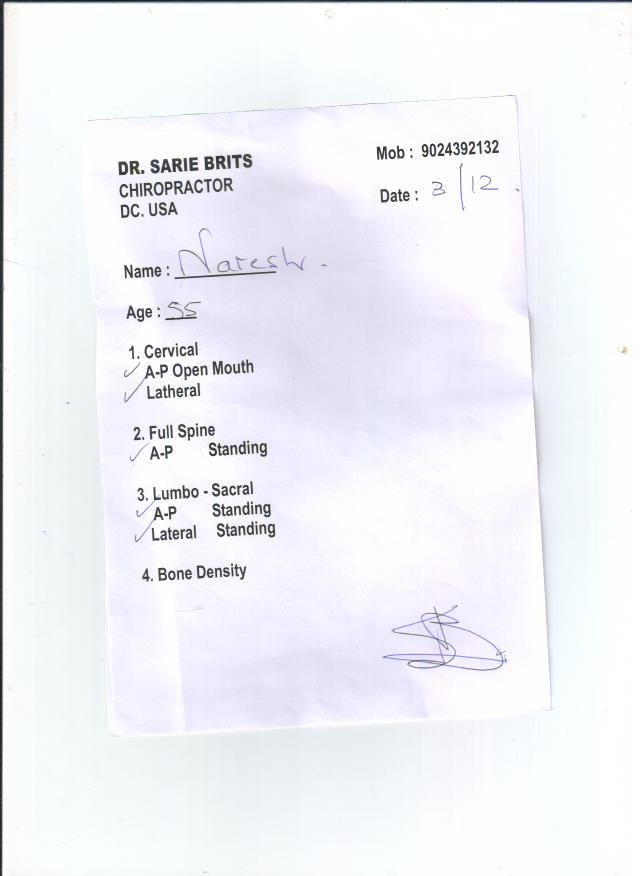 DR. SARIE BRITS
CHIROPRACTOR
DC. USA
Mob : 9024392132
Date : 3/12.
Name : Naresh.
Age : 55
1. Cervical
✓ A-P Open Mouth
✓ Latheral
2. Full Spine
✓ A-P Standing
3. Lumbo - Sacral
✓ A-P Standing
✓ Lateral Standing
4. Bone Density